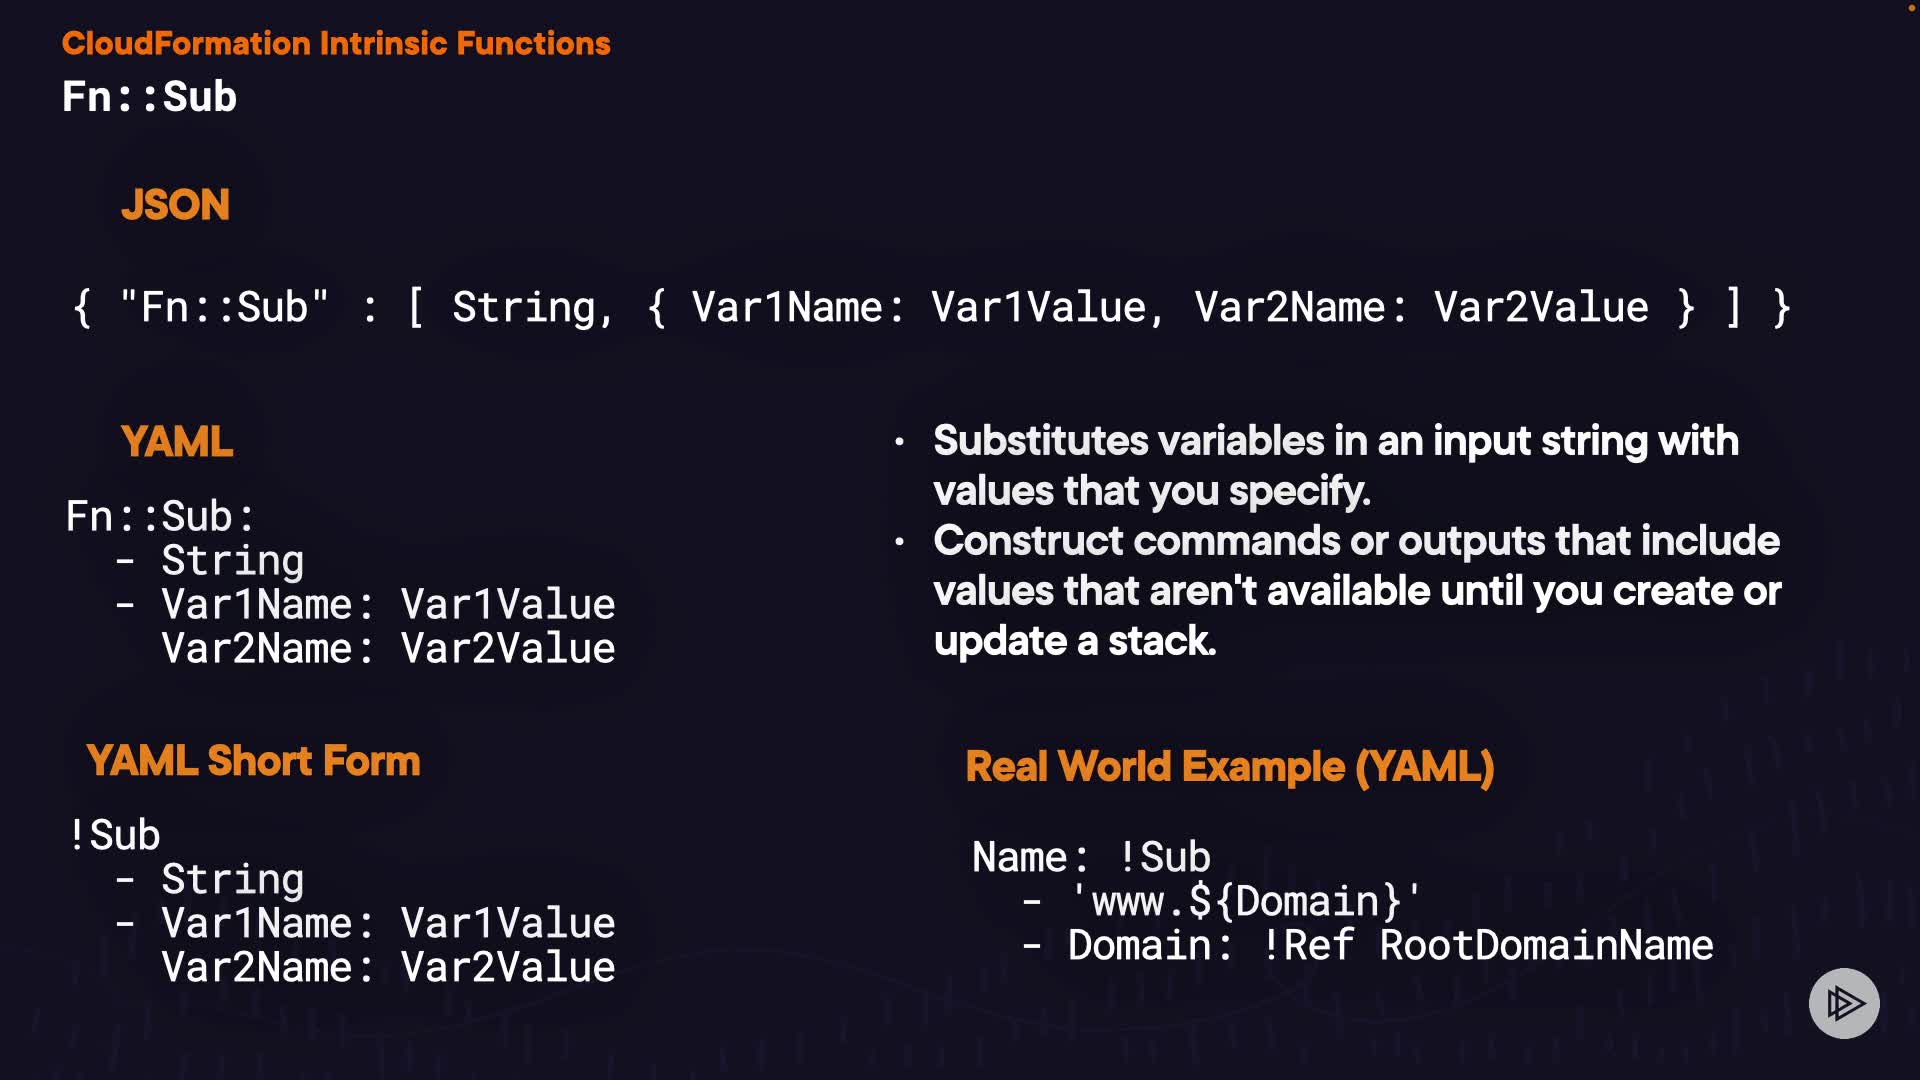 CloudFormation Intrinsic Functions
Fn::Sub
JSON
{ "Fn::Sub" : [ String, { Var1Name: Var1Value, Var2Name: Var2Value } ] }
YAML
Fn::Sub:
- String
- Var1Name: Var1Value
Var2Name: Var2Value
• Substitutes variables in an input string with
values that you specify.
• Construct commands or outputs that include
values that aren't available until you create or
update a stack.
YAML Short Form
!Sub
- String
- Var1Name: Var1Value
Var2Name: Var2Value
Real World Example (YAML)
Name: !Sub
- 'www.${Domain}'
- Domain: !Ref RootDomainName